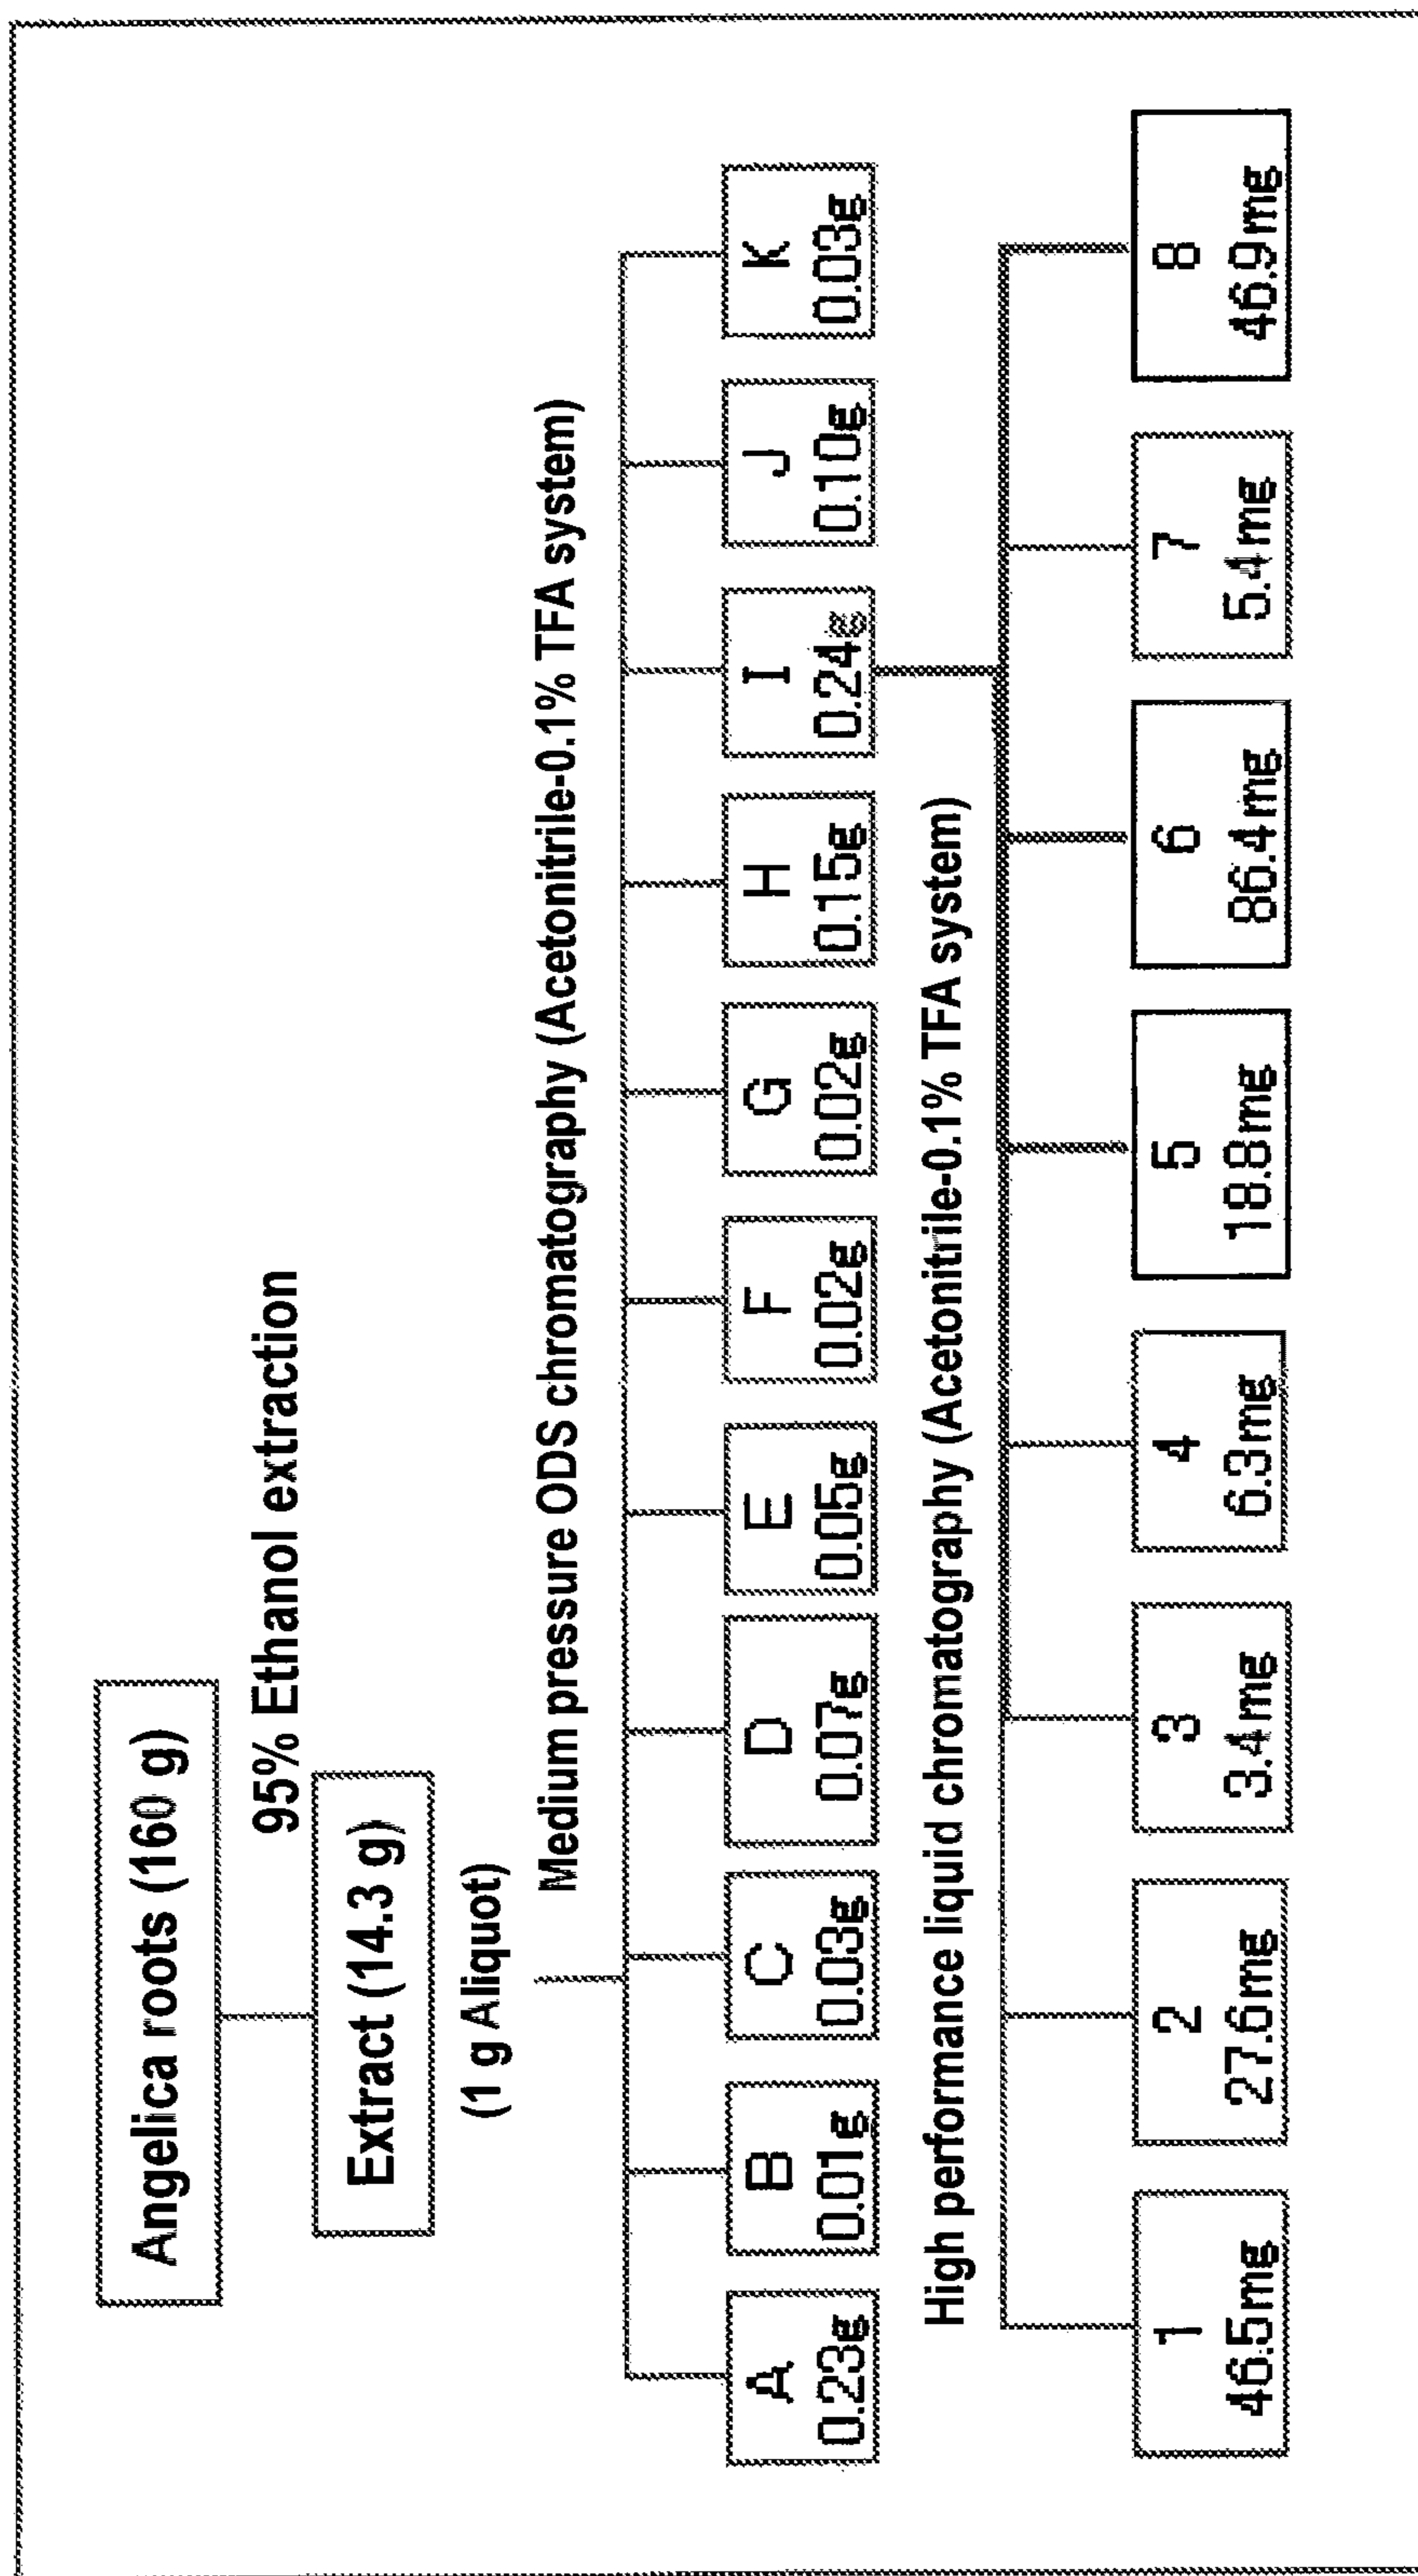 Angelica roots (160 g)
95% Ethanol extraction
Extract (14.3 g)
(1 g Aliquot)
Medium pressure ODS chromatography (Acetonitrile-0.1% TFA system)
A
0.23g
B
0.01g
C
0.03g
D
0.07g
E
0.05g
F
0.02g
G
0.02g
H
0.15g
I
0.24g
J
0.10g
K
0.03g
High performance liquid chromatography (Acetonitrile-0.1% TFA system)
1
46.5mg
2
27.6mg
3
3.4mg
4
6.3mg
5
18.8mg
6
86.4mg
7
5.4mg
8
46.9mg